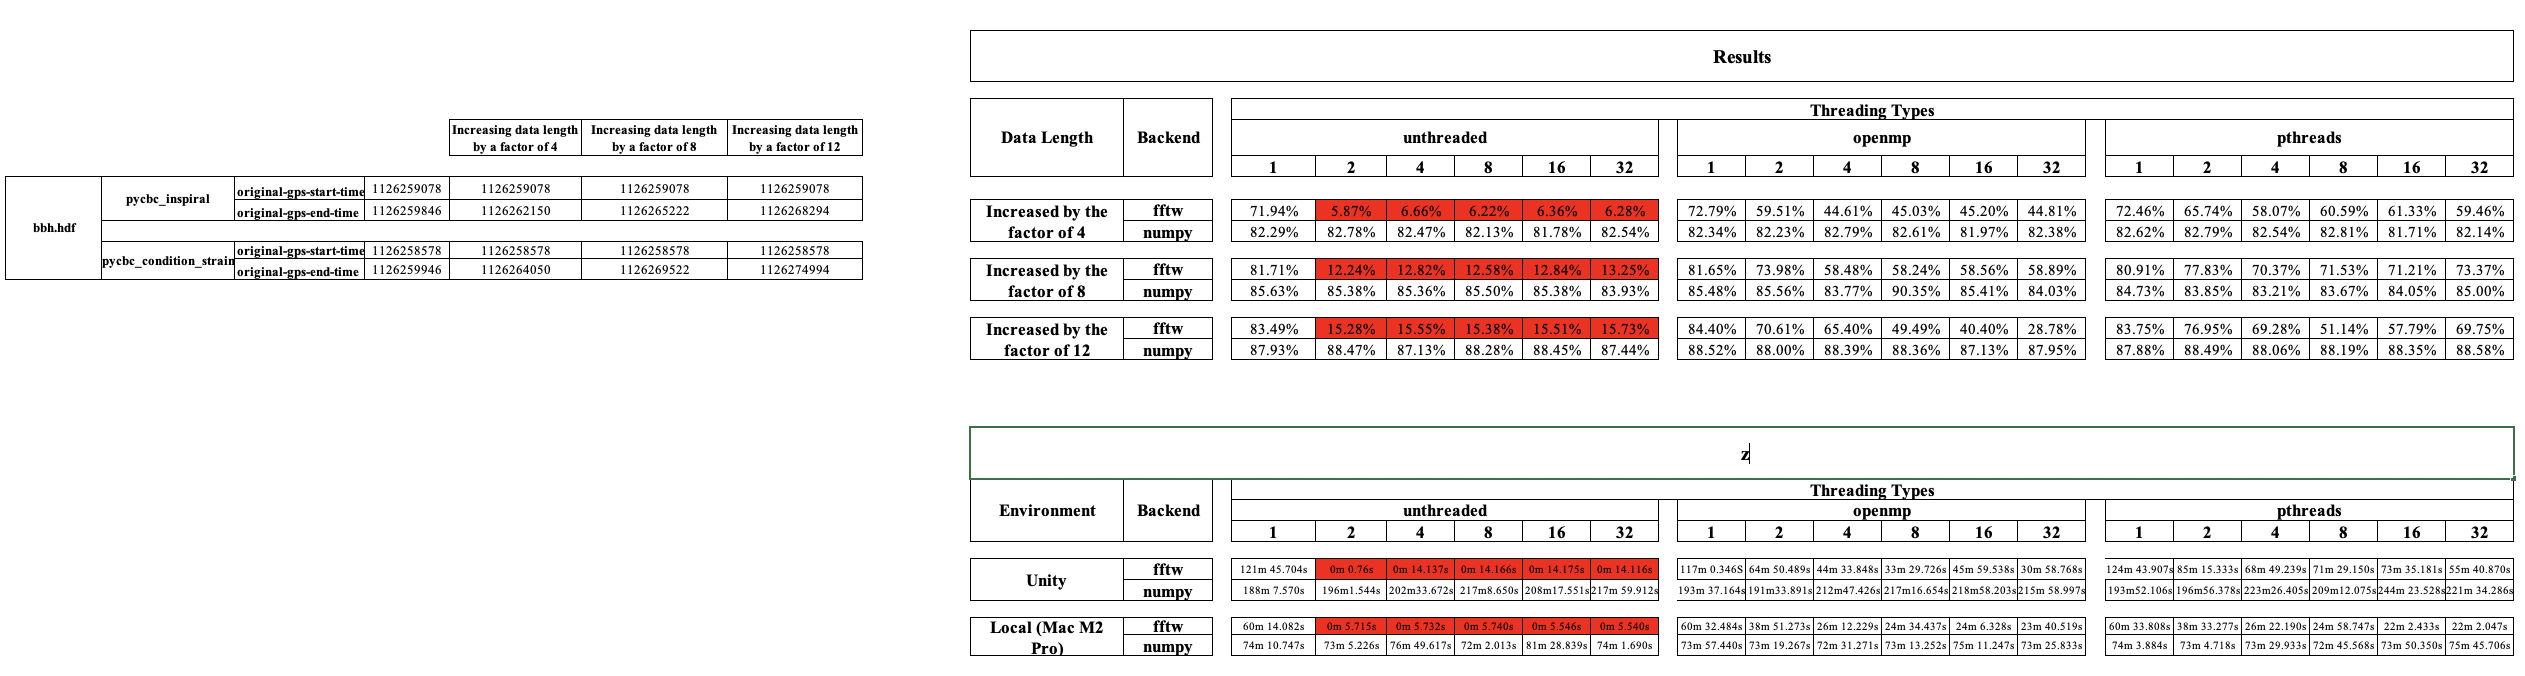 Increasing data length by a factor of 4 Increasing data length by a factor of 8 Increasing data length by a factor of 12
bbh.hdf
pycbc_inspiral
original-gps-start-time 1126259078 1126259078 1126259078 1126259078
original-gps-end-time 1126259846 1126262150 1126265222 1126268294
pycbc_condition_strain
original-gps-start-time 1126258578 1126258578 1126258578 1126258578
original-gps-end-time 1126259946 1126264050 1126269522 1126274994
Results
Data Length Backend Threading Types
unthreaded openmp pthreads
1 2 4 8 16 32 1 2 4 8 16 32 1 2 4 8 16 32
Increased by the factor of 4
fftw 71.94% 5.87% 6.66% 6.22% 6.36% 6.28% 72.79% 59.51% 44.61% 45.03% 45.20% 44.81% 72.46% 65.74% 58.07% 60.59% 61.33% 59.46%
numpy 82.29% 82.78% 82.47% 82.13% 81.78% 82.54% 82.34% 82.23% 82.79% 82.61% 81.97% 82.38% 82.62% 82.79% 82.54% 82.81% 81.71% 82.14%
Increased by the factor of 8
fftw 81.71% 12.24% 12.82% 12.58% 12.84% 13.25% 81.65% 73.98% 58.48% 58.24% 58.56% 58.89% 80.91% 77.83% 70.37% 71.53% 71.21% 73.37%
numpy 85.63% 85.38% 85.36% 85.50% 85.38% 83.93% 85.48% 85.56% 83.77% 90.35% 85.41% 84.03% 84.73% 83.85% 83.21% 83.67% 84.05% 85.00%
Increased by the factor of 12
fftw 83.49% 15.28% 15.55% 15.38% 15.51% 15.73% 84.40% 70.61% 65.40% 49.49% 40.40% 28.78% 83.75% 76.95% 69.28% 51.14% 57.79% 69.75%
numpy 87.93% 88.47% 87.13% 88.28% 88.45% 87.44% 88.52% 88.00% 88.39% 88.36% 87.13% 87.95% 87.88% 88.49% 88.06% 88.19% 88.35% 88.58%
z
Environment Backend Threading Types
unthreaded openmp pthreads
1 2 4 8 16 32 1 2 4 8 16 32 1 2 4 8 16 32
Unity
fftw 121m 45.704s 0m 0.76s 0m 14.137s 0m 14.166s 0m 14.175s 0m 14.116s 117m 0.346S 64m 50.489s 44m 33.848s 33m 29.726s 45m 59.538s 30m 58.768s 124m 43.907s 85m 15.333s 68m 49.239s 71m 29.150s 73m 35.181s 55m 40.870s
numpy 188m 7.570s 196m1.544s 202m33.672s 217m8.650s 208m17.551s 217m 59.912s 193m 37.164s 191m33.891s 212m47.426s 217m16.654s 218m58.203s 215m 58.997s 193m52.106s 196m56.378s 223m26.405s 209m12.075s 244m 23.528s 221m 34.286s
Local (Mac M2 Pro)
fftw 60m 14.082s 0m 5.715s 0m 5.732s 0m 5.740s 0m 5.546s 0m 5.540s 60m 32.484s 38m 51.273s 26m 12.229s 24m 34.437s 24m 6.328s 23m 40.519s 60m 33.808s 38m 33.277s 26m 22.190s 24m 58.747s 22m 2.433s 22m 2.047s
numpy 74m 10.747s 73m 5.226s 76m 49.617s 72m 2.013s 81m 28.839s 74m 1.690s 73m 57.440s 73m 19.267s 72m 31.271s 73m 13.252s 75m 11.247s 73m 25.833s 74m 3.884s 73m 4.718s 73m 29.933s 72m 45.568s 73m 50.350s 75m 45.706s